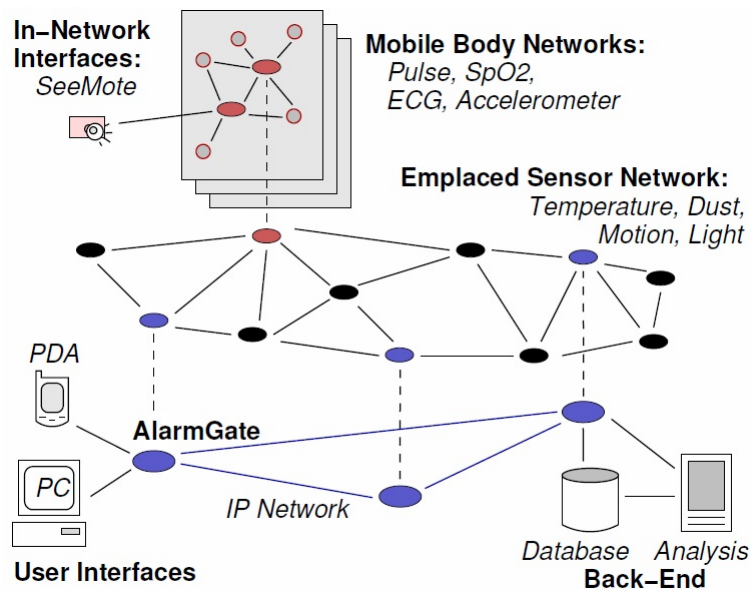 In−Network
Interfaces:
SeeMote
Mobile Body Networks:
Pulse, SpO2,
ECG, Accelerometer
Emplaced Sensor Network:
Temperature, Dust,
Motion, Light
PDA
AlarmGate
PC
IP Network
User Interfaces
Database
Analysis
Back−End